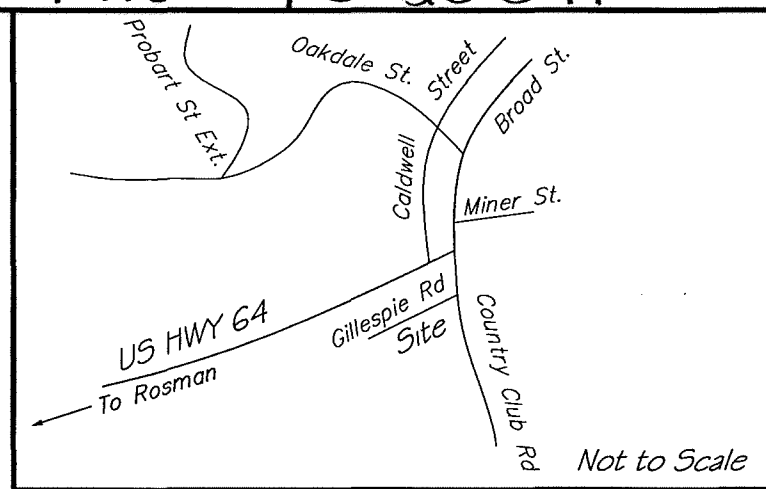 Probart St Ext.
Oakdale St.
Caldwell Street
Broad St.
Miner St.
US HWY 64
Gillespie Rd
Site
To Rosman
Country Club Rd
Not to Scale